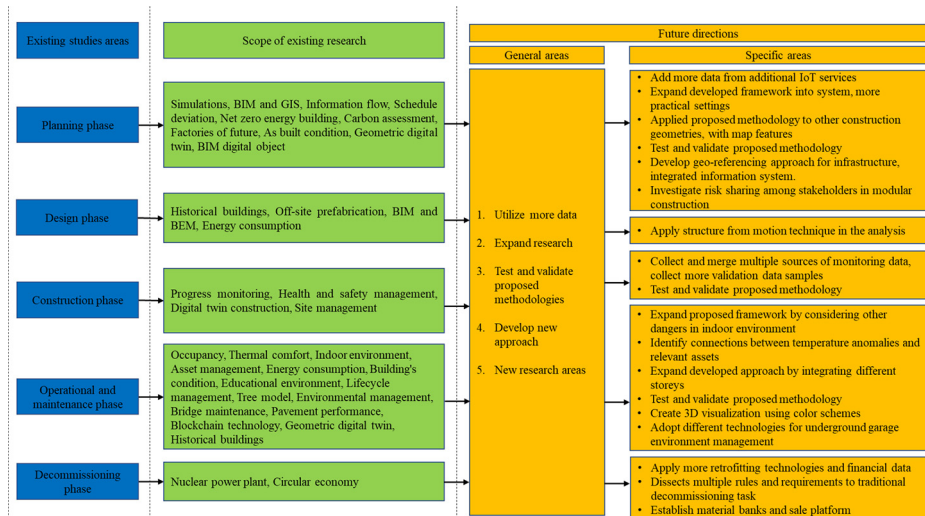 Existing studies areas
Scope of existing research
Future directions
General areas
Specific areas
Planning phase
Simulations, BIM and GIS, Information flow, Schedule
deviation, Net zero energy building, Carbon assessment,
Factories of future, As built condition, Geometric digital
twin, BIM digital object
Design phase
Historical buildings, Off-site prefabrication, BIM and
BEM, Energy consumption
Construction phase
Progress monitoring, Health and safety management,
Digital twin construction, Site management
Operational and
maintenance phase
Occupancy, Thermal comfort, Indoor environment,
Asset management, Energy consumption, Building's
condition, Educational environment, Lifecycle
management, Tree model, Environmental management,
Bridge maintenance, Pavement performance,
Blockchain technology, Geometric digital twin,
Historical buildings
Decommissioning
phase
Nuclear power plant, Circular economy
1. Utilize more data
2. Expand research
3. Test and validate
proposed
methodologies
4. Develop new
approach
5. New research areas
• Add more data from additional IoT services
• Expand developed framework into system, more
practical settings
• Applied proposed methodology to other construction
geometries, with map features
• Test and validate proposed methodology
• Develop geo-referencing approach for infrastructure,
integrated information system.
• Investigate risk sharing among stakeholders in modular
construction
• Apply structure from motion technique in the analysis
• Collect and merge multiple sources of monitoring data,
collect more validation data samples
• Test and validate proposed methodology
• Expand proposed framework by considering other
dangers in indoor environment
• Identify connections between temperature anomalies and
relevant assets
• Expand developed approach by integrating different
storeys
• Test and validate proposed methodology
• Create 3D visualization using color schemes
• Adopt different technologies for underground garage
environment management
• Apply more retrofitting technologies and financial data
• Dissects multiple rules and requirements to traditional
decommissioning task
• Establish material banks and sale platform